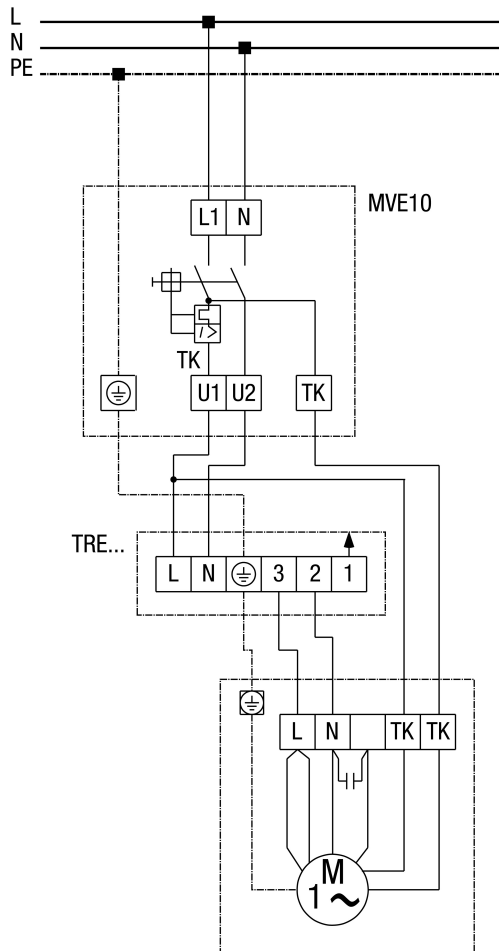 L
N
PE
MVE10
L1 N
I >
TK
U1 U2 TK
TRE...
L N 3 2 1
L N TK TK
M
1 ~